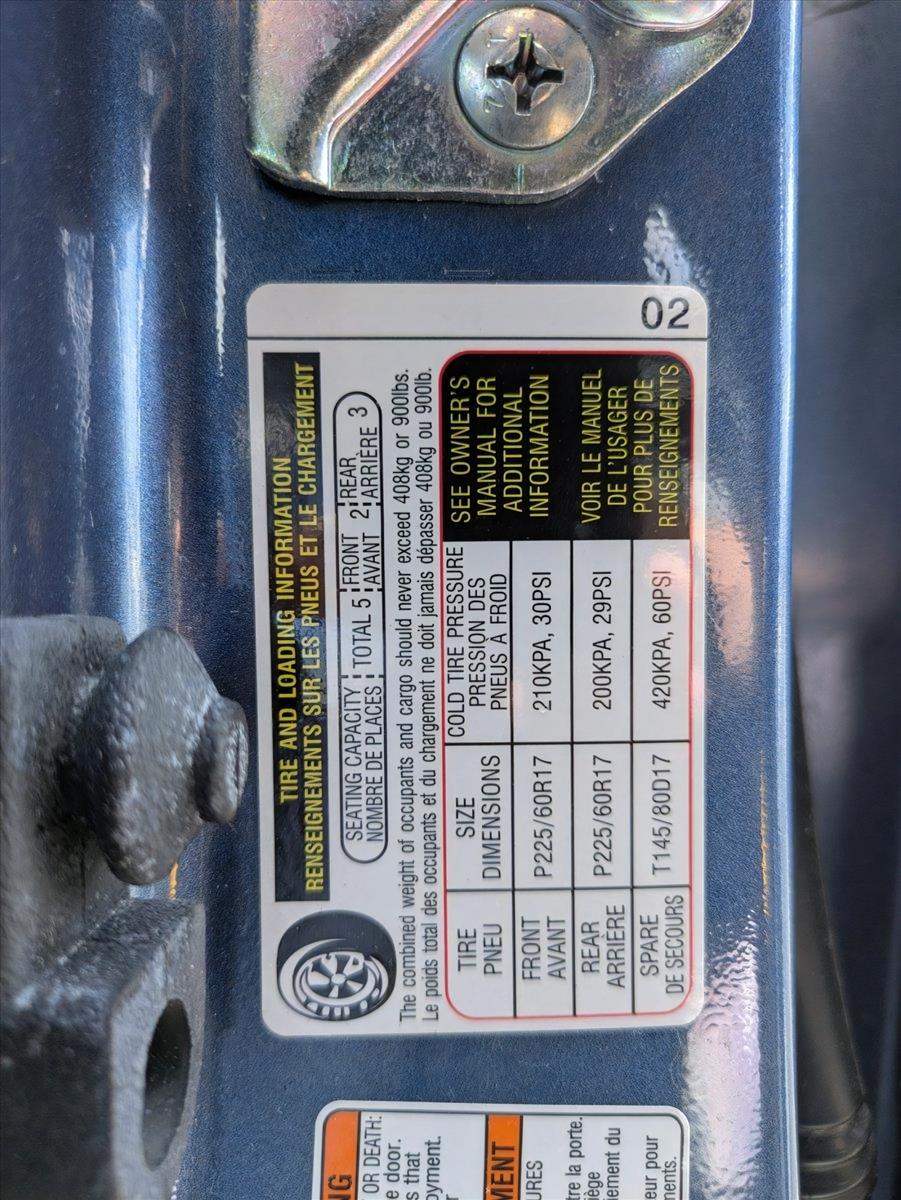 02
TIRE AND LOADING INFORMATION
RENSEIGNEMENTS SUR LES PNEUS ET LE CHARGEMENT
SEATING CAPACITY TOTAL 5 FRONT 2 REAR 3
NOMBRE DE PLACES AVANT ARRIÈRE
The combined weight of occupants and cargo should never exceed 408kg or 900lbs.
Le poids total des occupants et du chargement ne doit jamais dépasser 408kg ou 900lb.
TIRE
PNEU
SIZE
DIMENSIONS
COLD TIRE PRESSURE
PRESSION DES
PNEUS À FROID
FRONT
AVANT
P225/60R17
210KPA, 30PSI
REAR
ARRIERE
P225/60R17
200KPA, 29PSI
SPARE
DE SECOURS
T145/80D17
420KPA, 60PSI
SEE OWNER'S
MANUAL FOR
ADDITIONAL
INFORMATION
VOIR LE MANUEL
DE L'USAGER
POUR PLUS DE
RENSEIGNEMENTS
OR DEATH:
door.
that